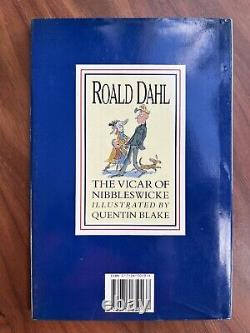 ROALD DAHL
THE VICAR OF
NIBBLESWICKE
ILLUSTRATED BY
QUENTIN BLAKE